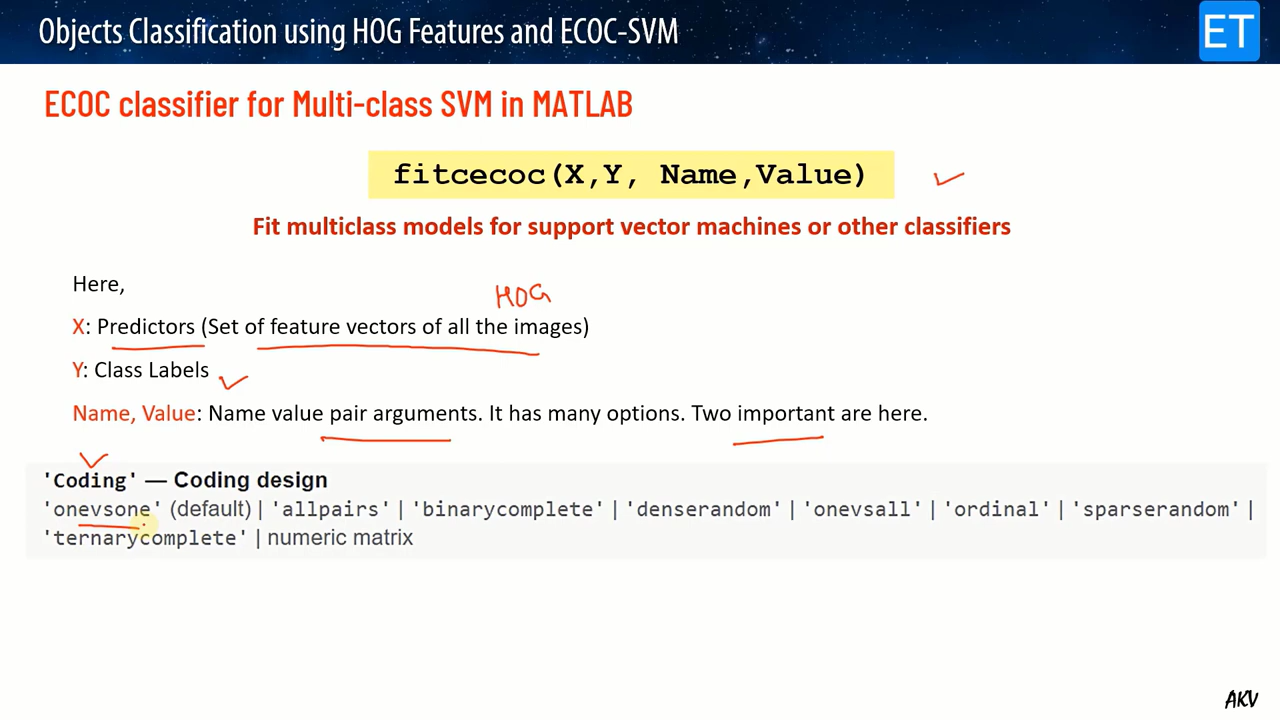 Objects Classification using HOG Features and ECOC-SVM
ET
ECOC classifier for Multi-class SVM in MATLAB
fitcecoc(X,Y, Name,Value)
Fit multiclass models for support vector machines or other classifiers
Here,
HOG
X: Predictors (Set of feature vectors of all the images)
Y: Class Labels
Name, Value: Name value pair arguments. It has many options. Two important are here.
'Coding' — Coding design
'onevsone' (default) | 'allpairs' | 'binarycomplete' | 'denserandom' | 'onevsall' | 'ordinal' | 'sparserandom' |
'ternarycomplete' | numeric matrix
AKV